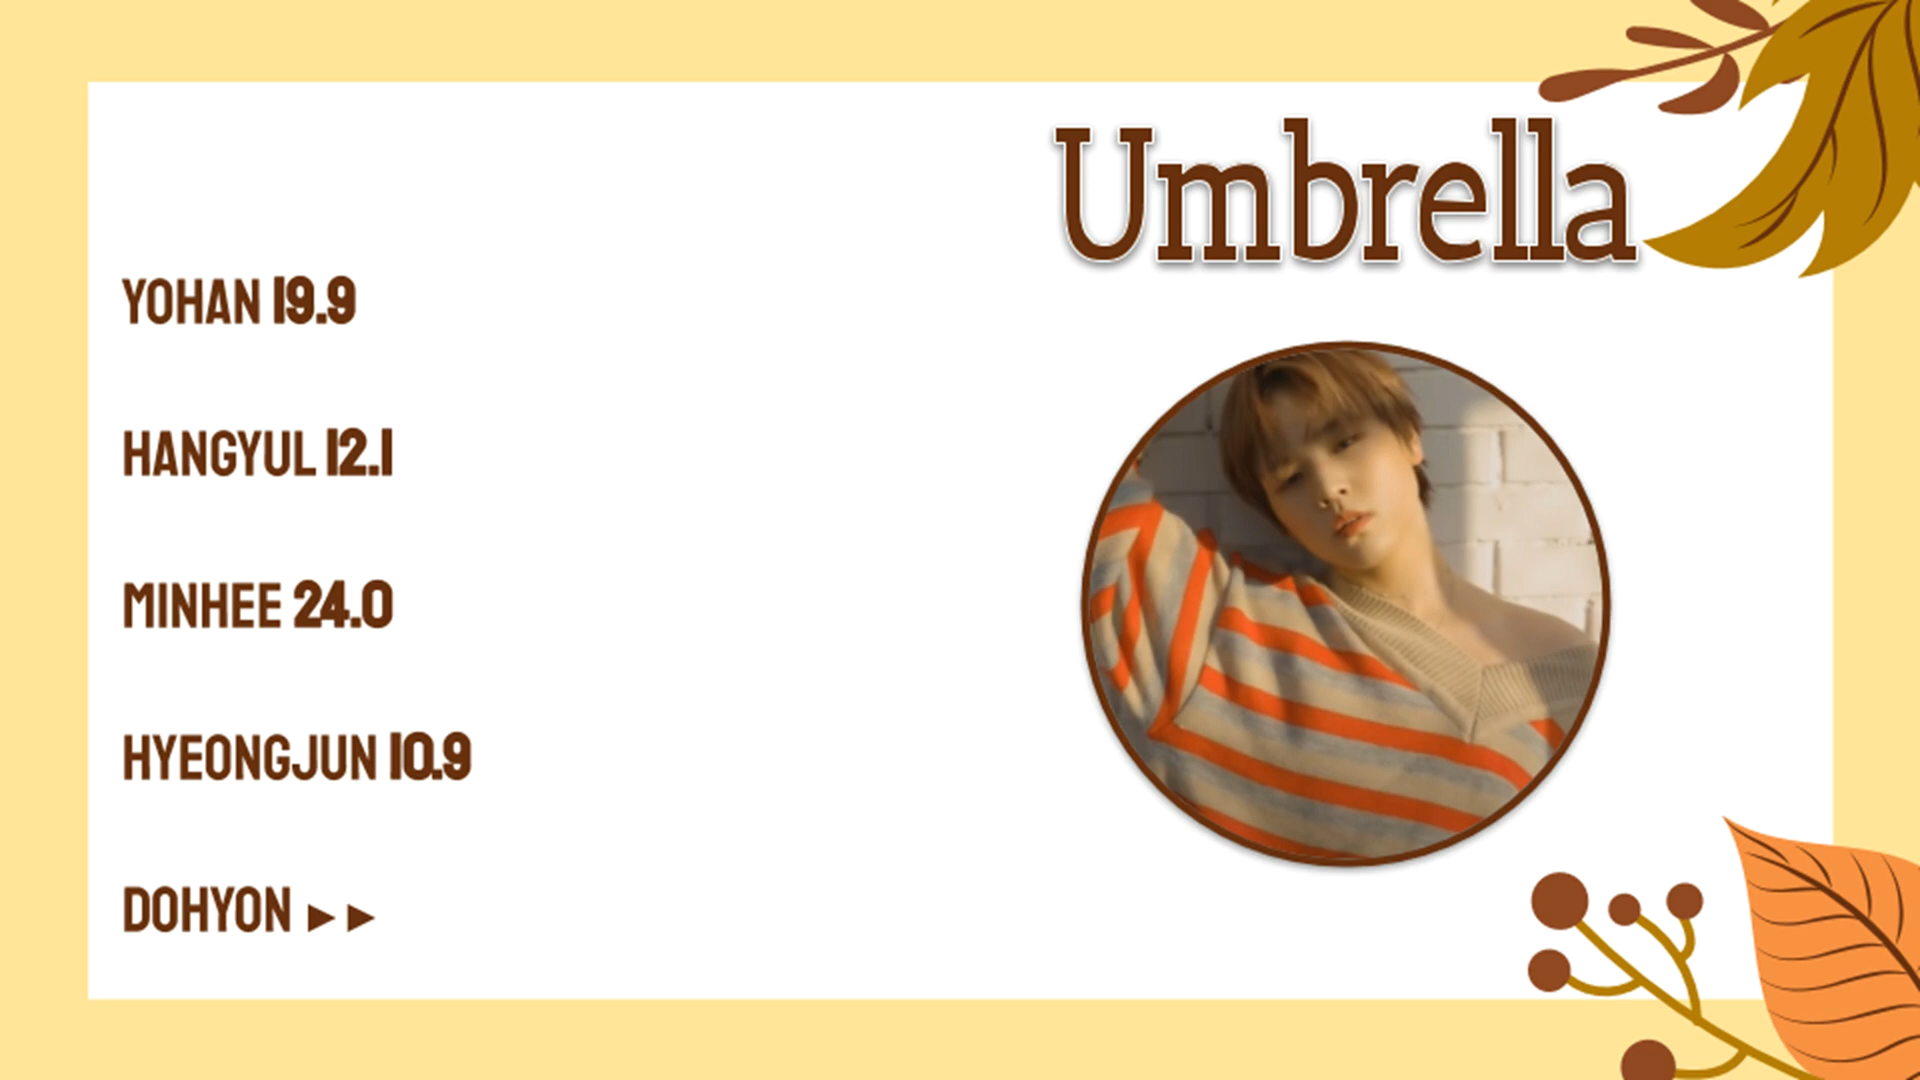 Umbrella
YOHAN 19.9
HANGYUL 12.1
MINHEE 24.0
HYEONGJUN 10.9
DOHYON ►►